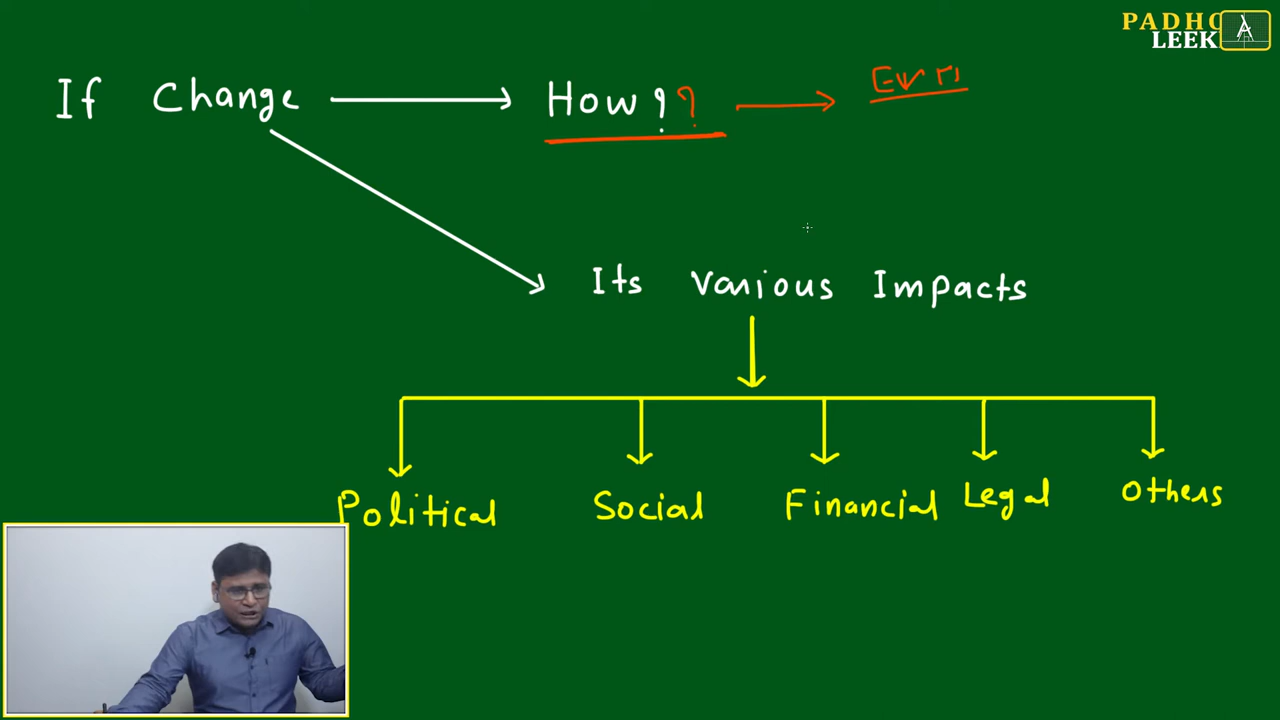 PADHO
LEEK
If Change How ??
Its Various Impacts
Political Social Financial Legal Others